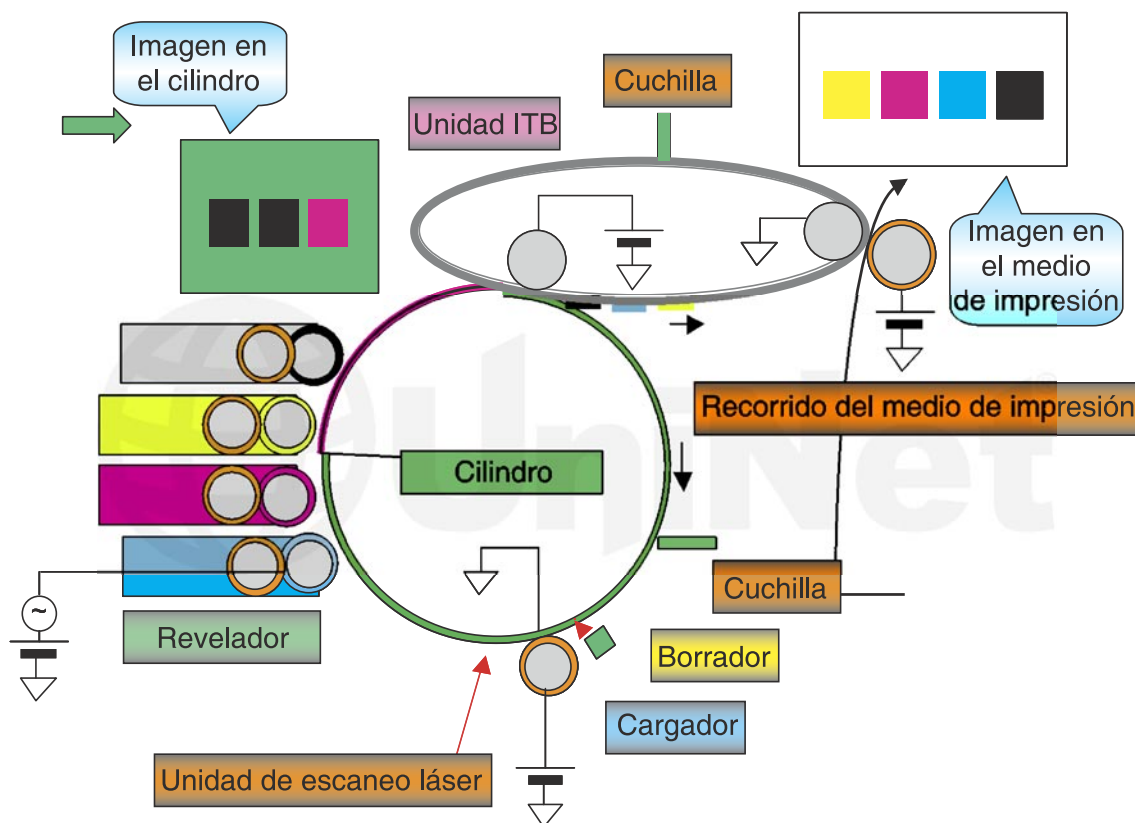 Imagen en
el cilindro
Cuchilla
Unidad ITB
Imagen en
el medio
de impresión
Recorrido del medio de impresión
Cilindro
Cuchilla
Revelador
~
Borrador
Cargador
Unidad de escaneo láser
UniNet
®